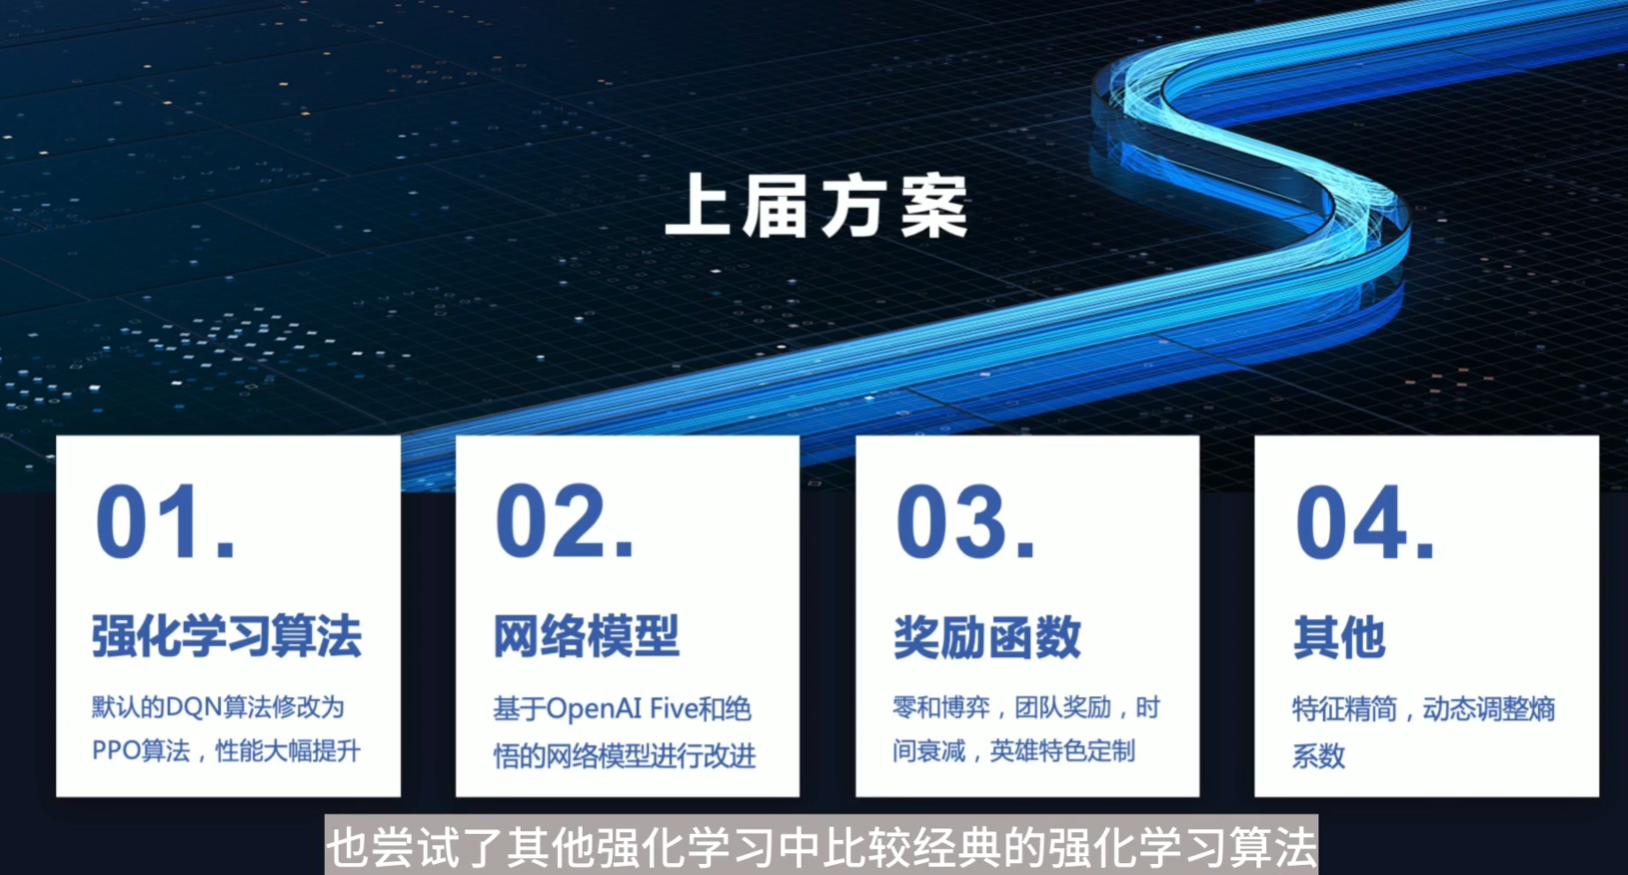 上届方案
01.
强化学习算法
默认的DQN算法修改为
PPO算法，性能大幅提升
02.
网络模型
基于OpenAI Five和绝
悟的网络模型进行改进
03.
奖励函数
零和博弈，团队奖励，时
间衰减，英雄特色定制
04.
其他
特征精简，动态调整熵
系数
也尝试了其他强化学习中比较经典的强化学习算法